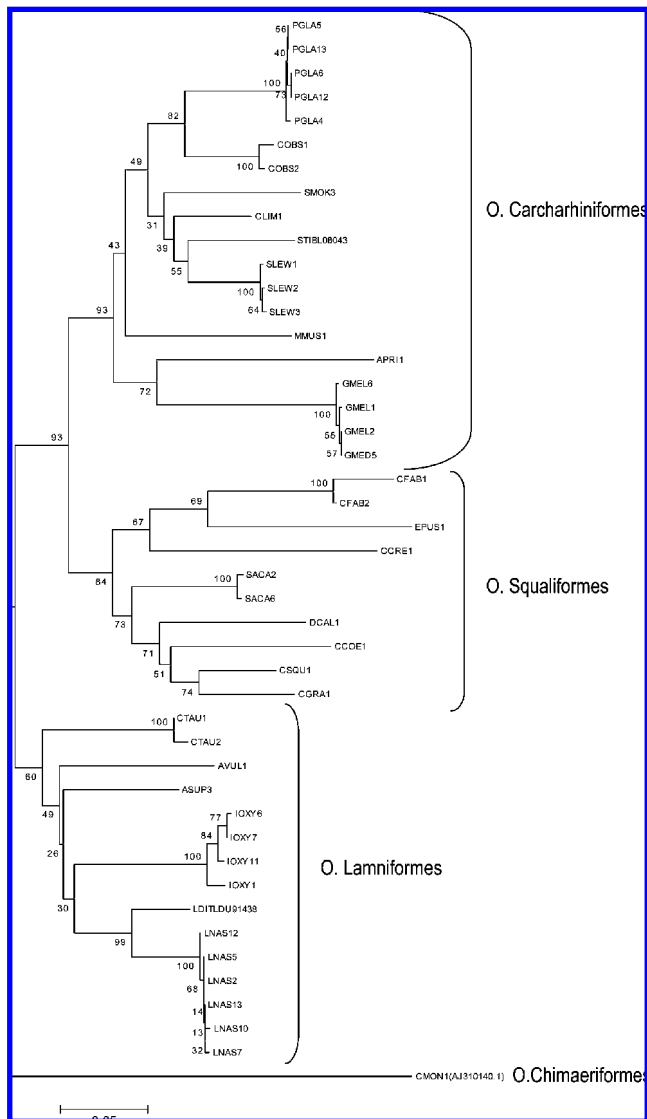 PGLA5
56
PGLA13
40
PGLA6
100
73
PGLA12
PGLA4
82
COBS1
100
COBS2
49
SMOK3
O. Carcharhiniformes
31
CLIM1
39
STIBL08043
43
55
SLEW1
100
SLEW2
64
SLEW3
93
MMUS1
APRI1
72
GMEL6
100
GMEL1
GMEL2
57
GMED5
93
CFAB1
100
CFAB2
69
EPUS1
67
CCRE1
64
SACA2
100
SACA6
O. Squaliformes
73
DCAL1
71
CCOE1
51
CSQU1
74
CGRA1
CTAU1
100
CTAU2
60
AVUL1
49
ASUP3
26
IOXY6
77
IOXY7
84
100
IOXY11
O. Lamniformes
IOXY1
30
LDITLDU91438
99
LNAS12
100
LNAS5
68
LNAS2
LNAS13
14
LNAS10
13
32
LNAS7
CMON1(AJ310140.1)
O.Chimaeriformes